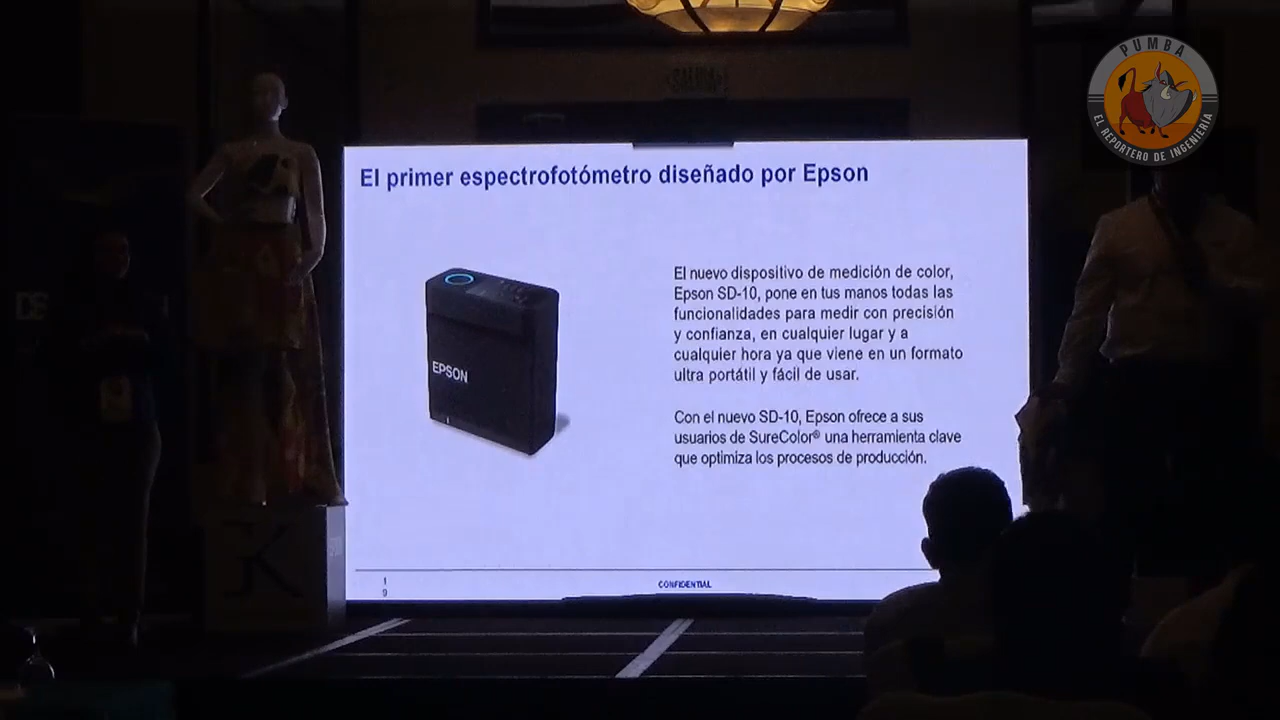 PUMBA
EL REPORTERO DE INGENIERÍA
SALIDA
El primer espectrofotómetro diseñado por Epson
El nuevo dispositivo de medición de color,
Epson SD-10, pone en tus manos todas las
funcionalidades para medir con precisión
y confianza, en cualquier lugar y a
cualquier hora ya que viene en un formato
ultra portátil y fácil de usar.
EPSON
Con el nuevo SD-10, Epson ofrece a sus
usuarios de SureColor® una herramienta clave
que optimiza los procesos de producción.
1
9
CONFIDENTIAL